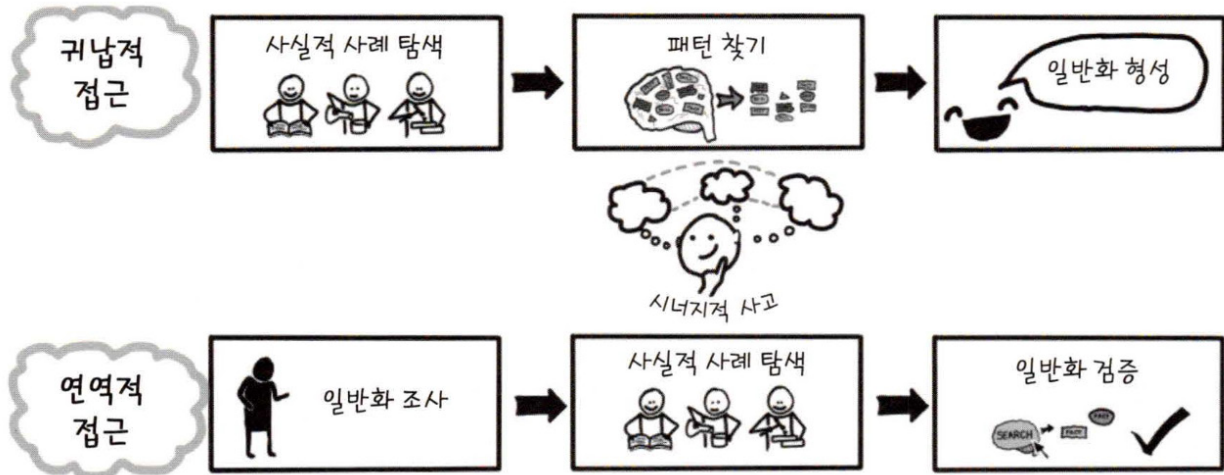 귀납적
접근
사실적 사례 탐색
패턴 찾기
일반화 형성
시너지적 사고
연역적
접근
일반화 조사
사실적 사례 탐색
일반화 검증
SEARCH
FACT
FACT